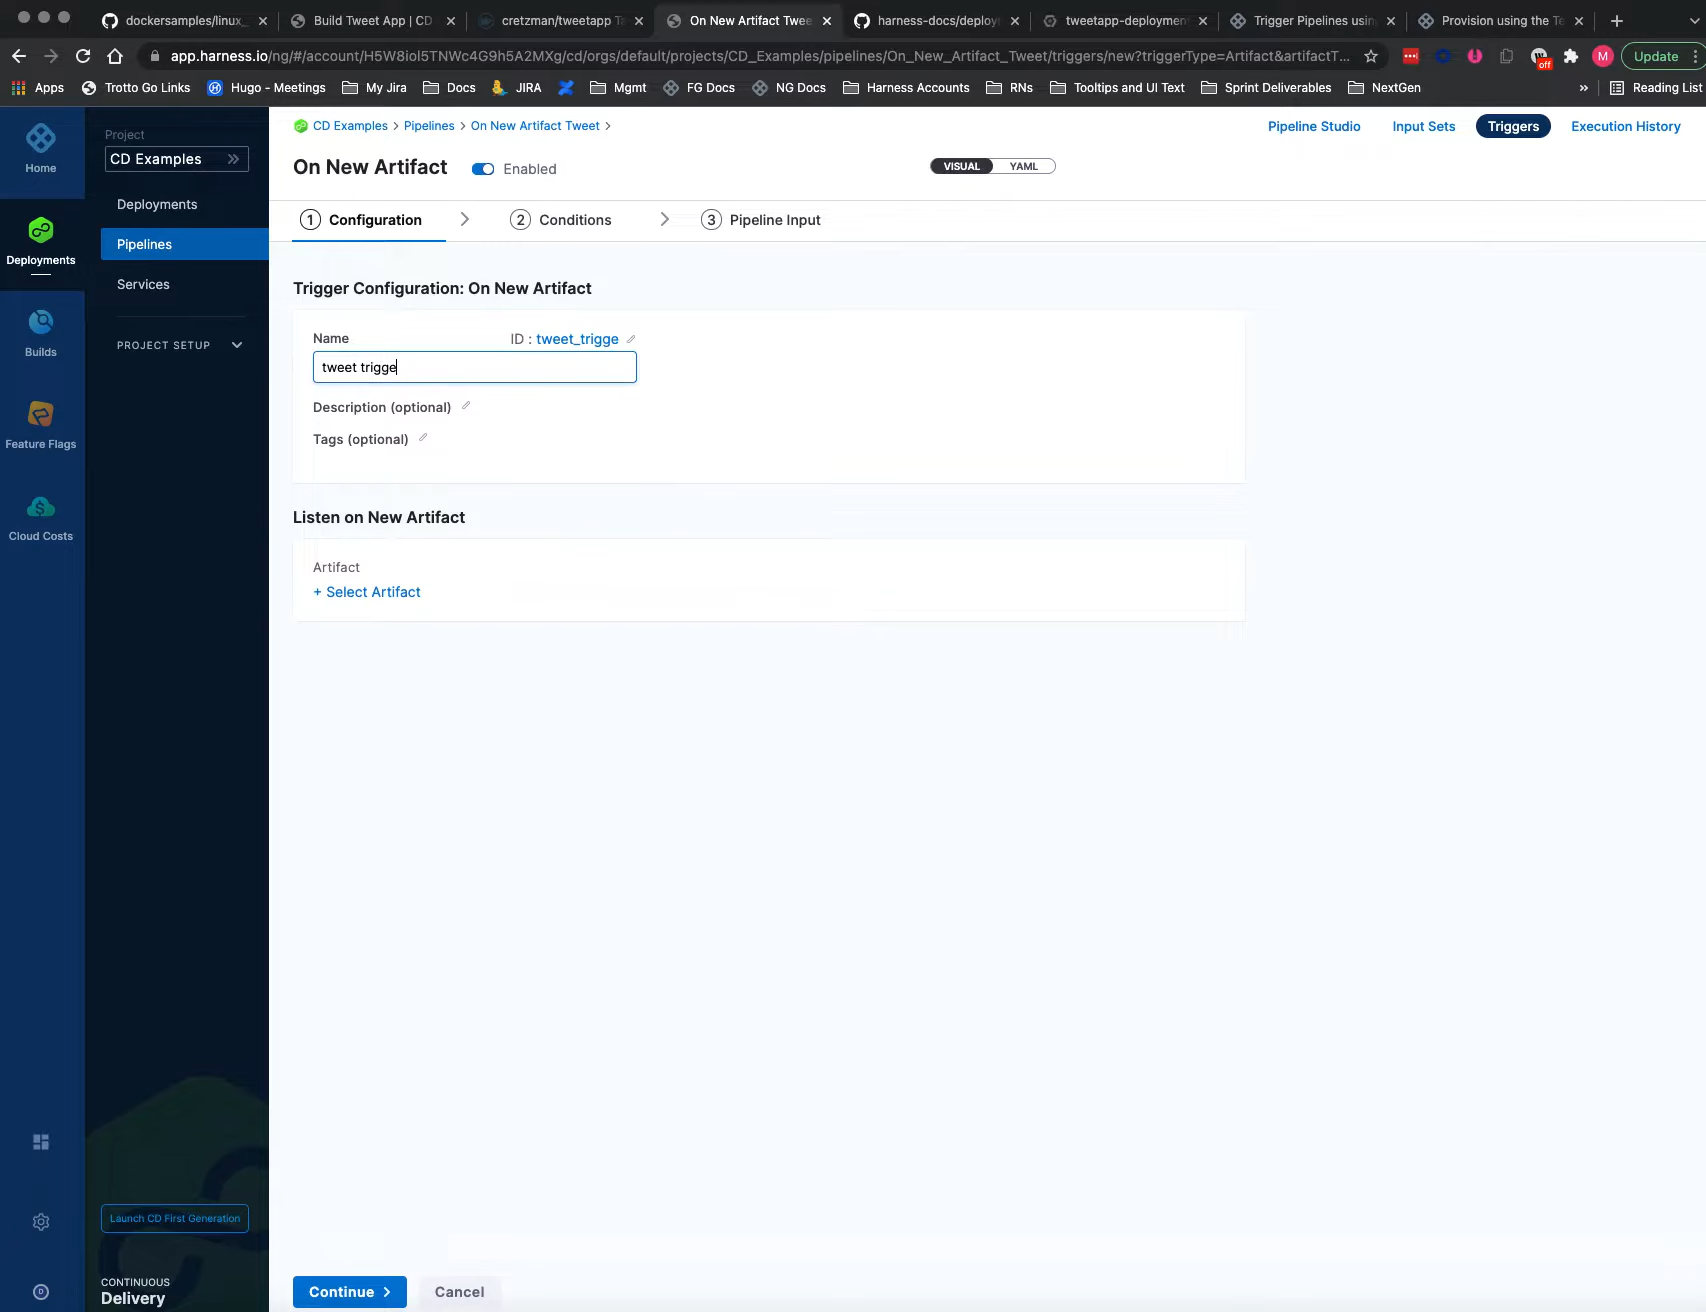 dockersamples/linux_
Build Tweet App | CD
cretzman/tweetapp Ta
On New Artifact Twee
harness-docs/deploy
tweetapp-deployment
Trigger Pipelines usin
Provision using the Te
app.harness.io/ng/#/account/H5W8iol5TNWc4G9h5A2MXg/cd/orgs/default/projects/CD_Examples/pipelines/On_New_Artifact_Tweet/triggers/new?triggerType=Artifact&artifactT...
off
M
Update
Apps
Trotto Go Links
Hugo - Meetings
My Jira
Docs
JIRA
Mgmt
FG Docs
NG Docs
Harness Accounts
RNs
Tooltips and UI Text
Sprint Deliverables
NextGen
»
Reading List
Home
Deployments
Builds
Feature Flags
Cloud Costs
Project
CD Examples
Deployments
Pipelines
Services
PROJECT SETUP
Launch CD First Generation
CONTINUOUS
Delivery
CD Examples > Pipelines > On New Artifact Tweet >
Pipeline Studio
Input Sets
Triggers
Execution History
On New Artifact
Enabled
VISUAL
YAML
1 Configuration
2 Conditions
3 Pipeline Input
Trigger Configuration: On New Artifact
Name
ID : tweet_trigge
tweet trigge
Description (optional)
Tags (optional)
Listen on New Artifact
Artifact
+ Select Artifact
Continue >
Cancel